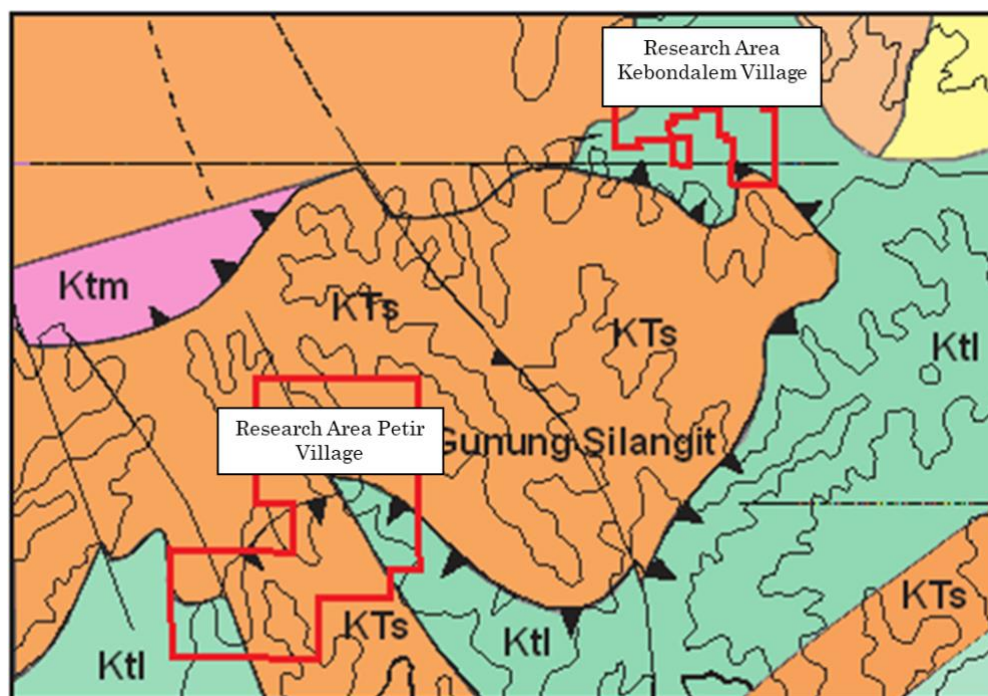 Research Area
Kebondalem Village
Ktm
KTs
KTs
Ktl
Research Area Petir
Village
Gunung Silangit
KTs
KTs
Ktl
Ktl